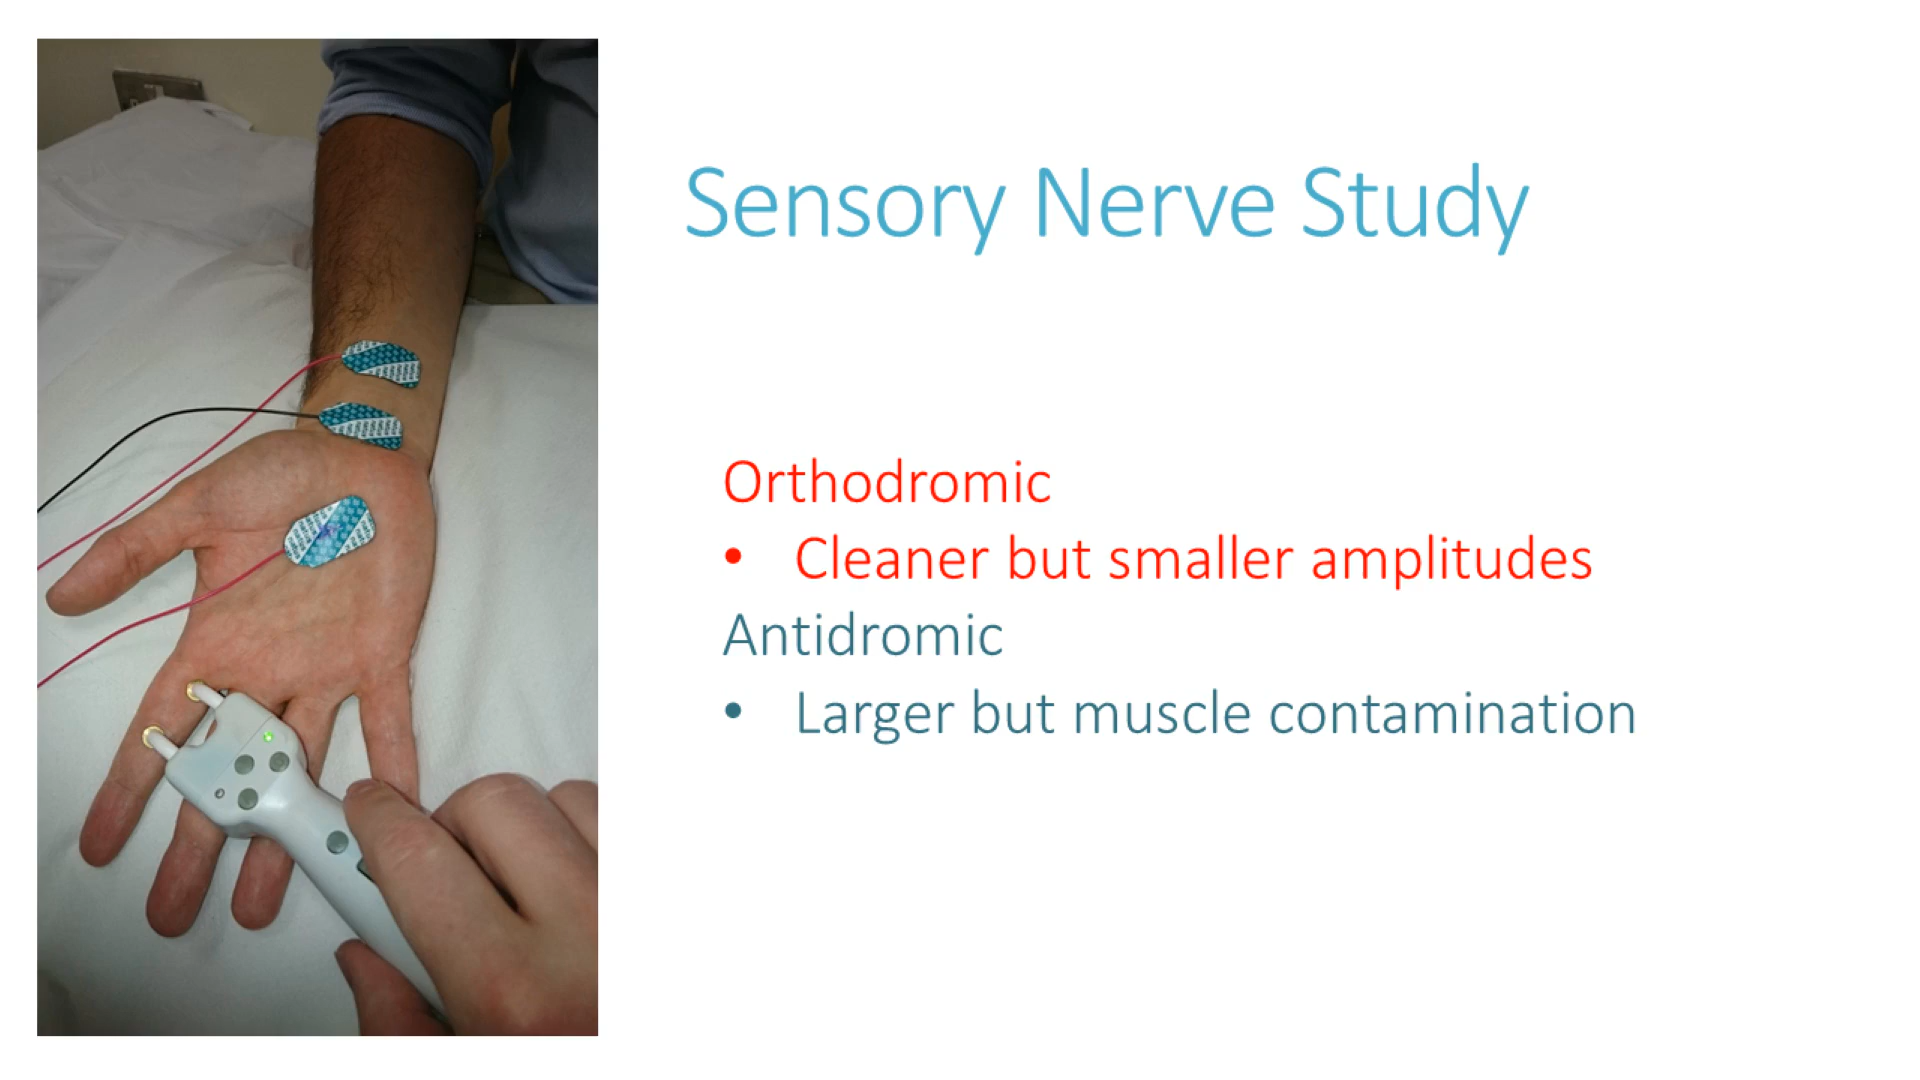 Sensory Nerve Study
Orthodromic
• Cleaner but smaller amplitudes
Antidromic
• Larger but muscle contamination